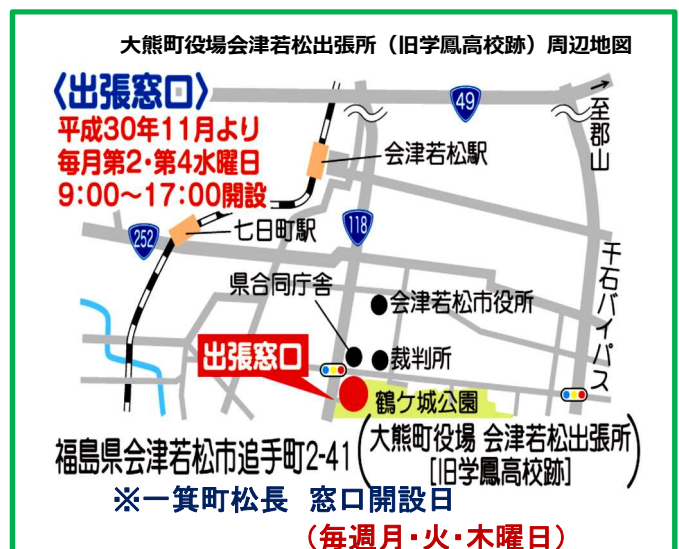 大熊町役場会津若松出張所（旧学鳳高校跡）周辺地図
〈出張窓口〉
平成30年11月より
毎月第2・第4水曜日
9:00～17:00開設
49
→至郡山
会津若松駅
252
七日町駅
118
千石バイパス
県合同庁舎
会津若松市役所
出張窓口
裁判所
鶴ケ城公園
福島県会津若松市追手町2-41
(大熊町役場 会津若松出張所
[旧学鳳高校跡])
※一箕町松長 窓口開設日
（毎週月・火・木曜日）